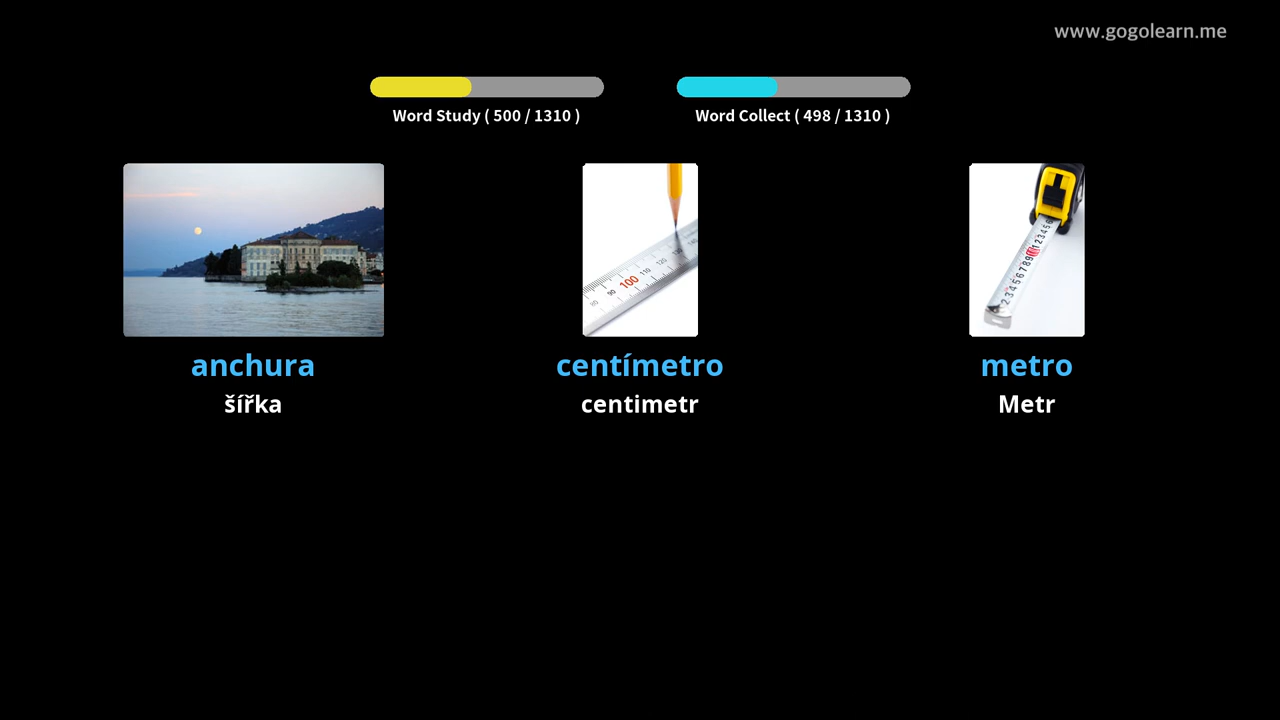 www.gogolearn.me
Word Study ( 500 / 1310 )
Word Collect ( 498 / 1310 )
anchura
šířka
centímetro
centimetr
metro
Metr